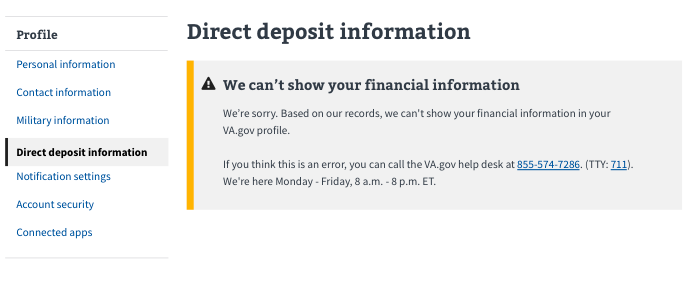 Profile
Personal information
Contact information
Military information
Direct deposit information
Notification settings
Account security
Connected apps
Direct deposit information
We can’t show your financial information
We’re sorry. Based on our records, we can’t show your financial information in your
VA.gov profile.
If you think this is an error, you can call the VA.gov help desk at 855-574-7286. (TTY: 711).
We’re here Monday - Friday, 8 a.m. - 8 p.m. ET.